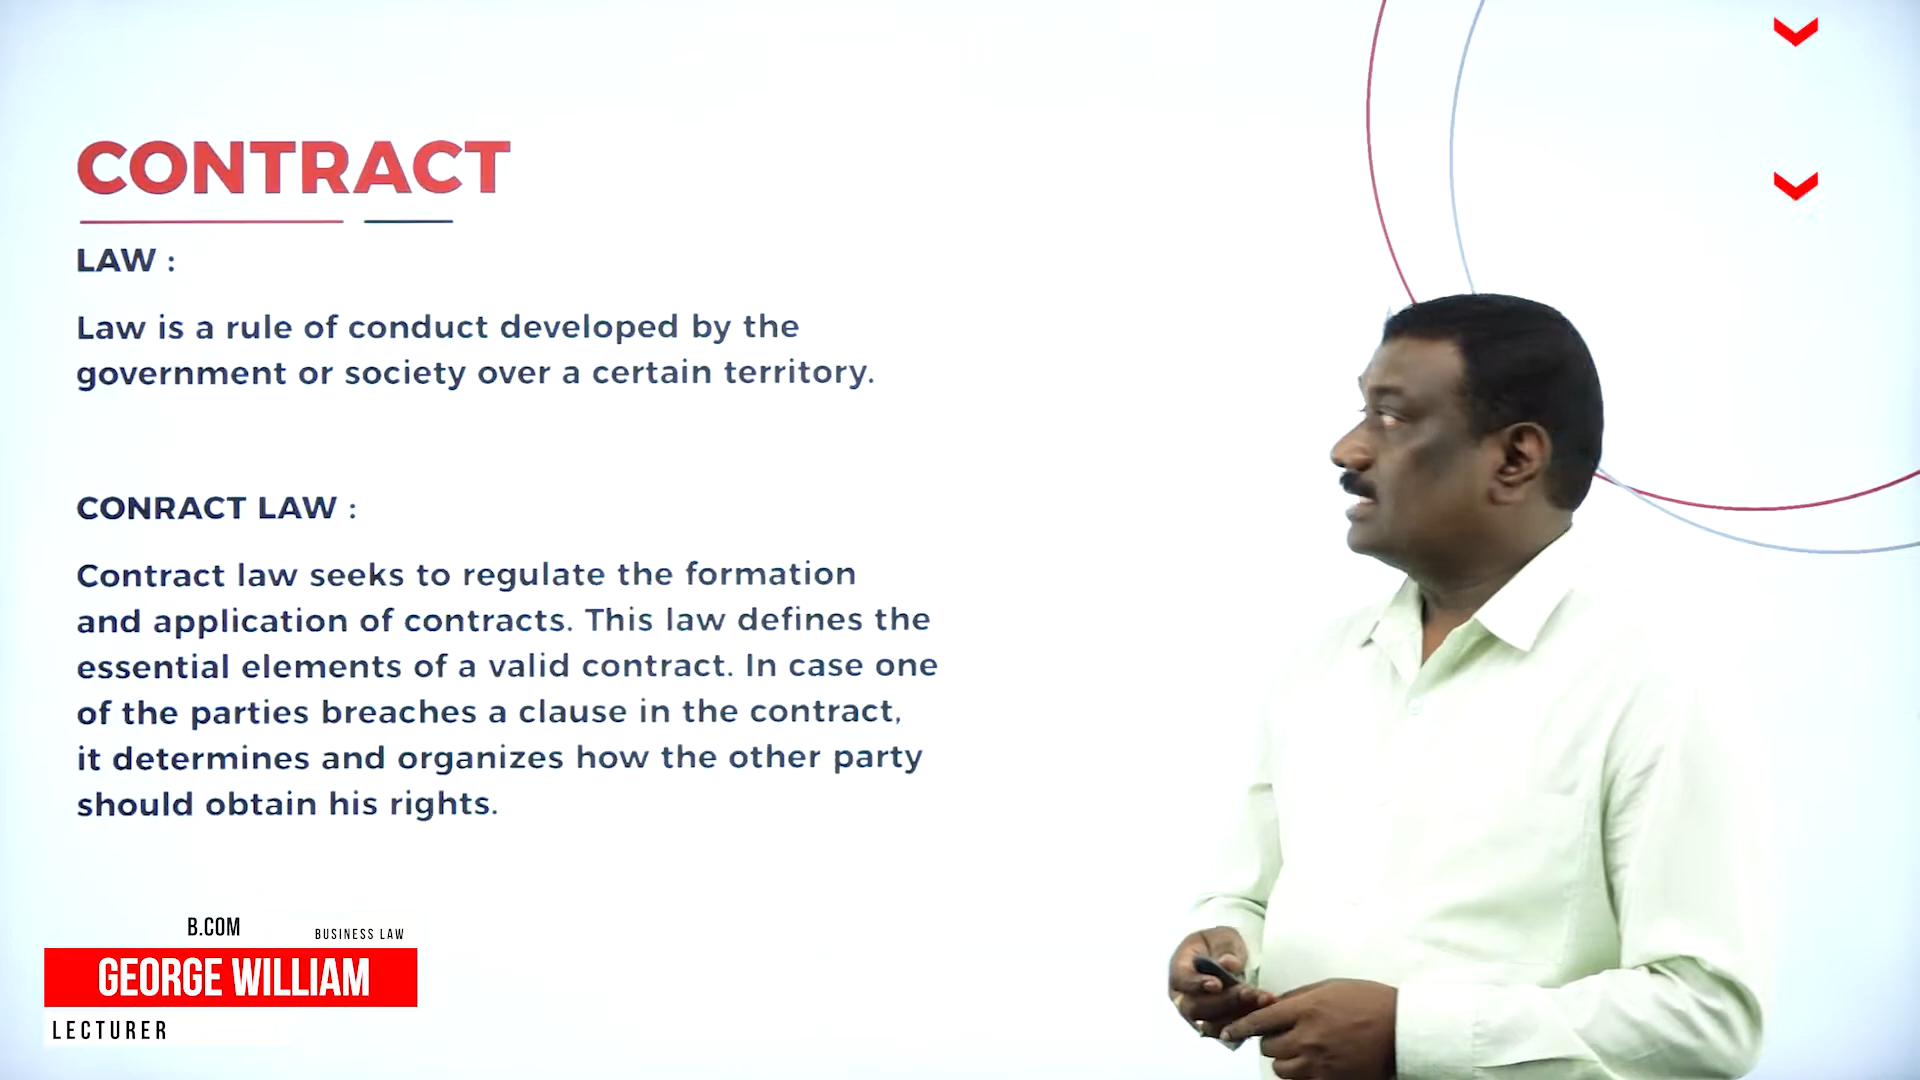 CONTRACT
LAW :
Law is a rule of conduct developed by the
government or society over a certain territory.
CONRACT LAW :
Contract law seeks to regulate the formation
and application of contracts. This law defines the
essential elements of a valid contract. In case one
of the parties breaches a clause in the contract,
it determines and organizes how the other party
should obtain his rights.
B.COM
BUSINESS LAW
GEORGE WILLIAM
LECTURER